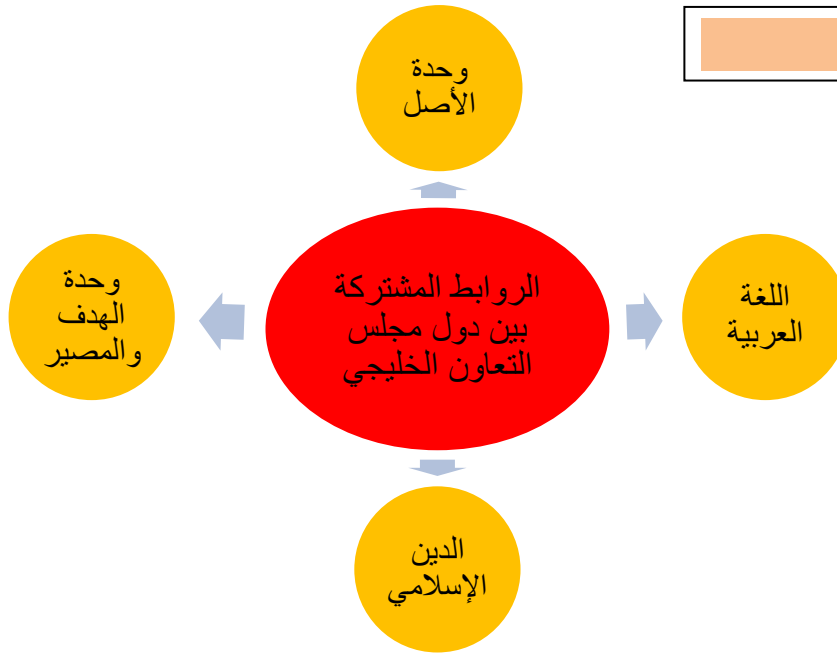 وحدة
الأصل
الروابط المشتركة
بين دول مجلس
التعاون الخليجي
اللغة
العربية
وحدة
الهدف
والمصير
الدين
الإسلامي